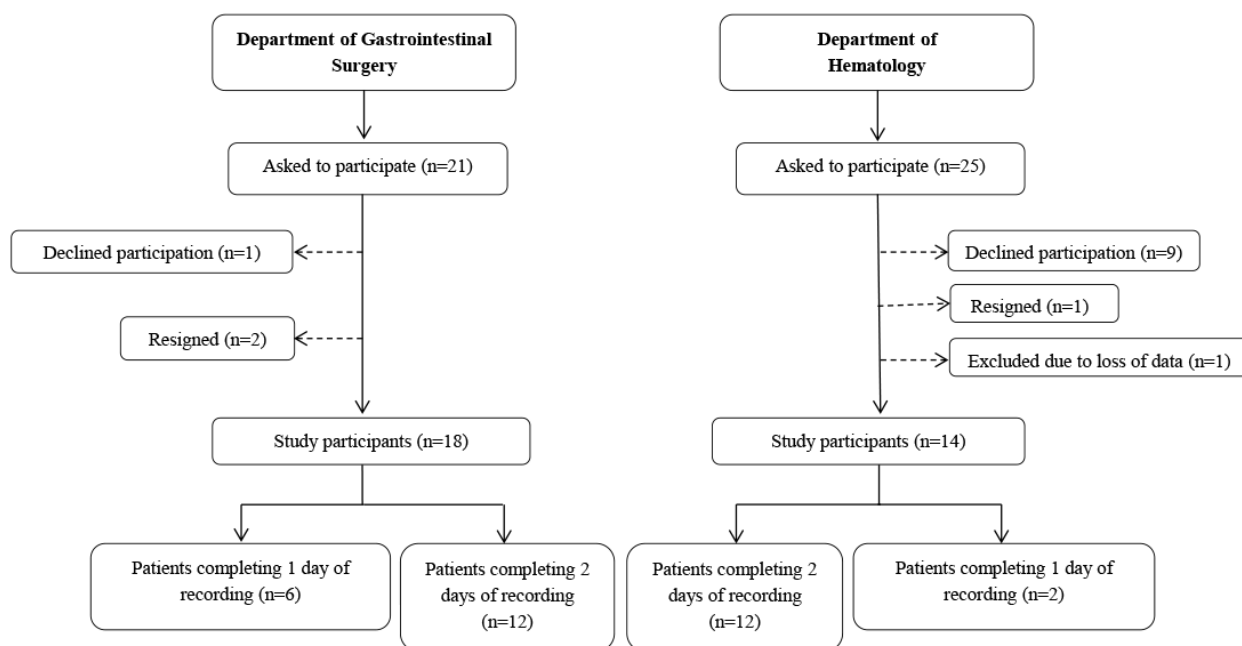 Department of Gastrointestinal
Surgery
Department of
Hematology
Asked to participate (n=21)
Asked to participate (n=25)
Declined participation (n=1)
Declined participation (n=9)
Resigned (n=1)
Resigned (n=2)
Excluded due to loss of data (n=1)
Study participants (n=18)
Study participants (n=14)
Patients completing 1 day of
recording (n=6)
Patients completing 2
days of recording
(n=12)
Patients completing 2
days of recording
(n=12)
Patients completing 1 day of
recording (n=2)